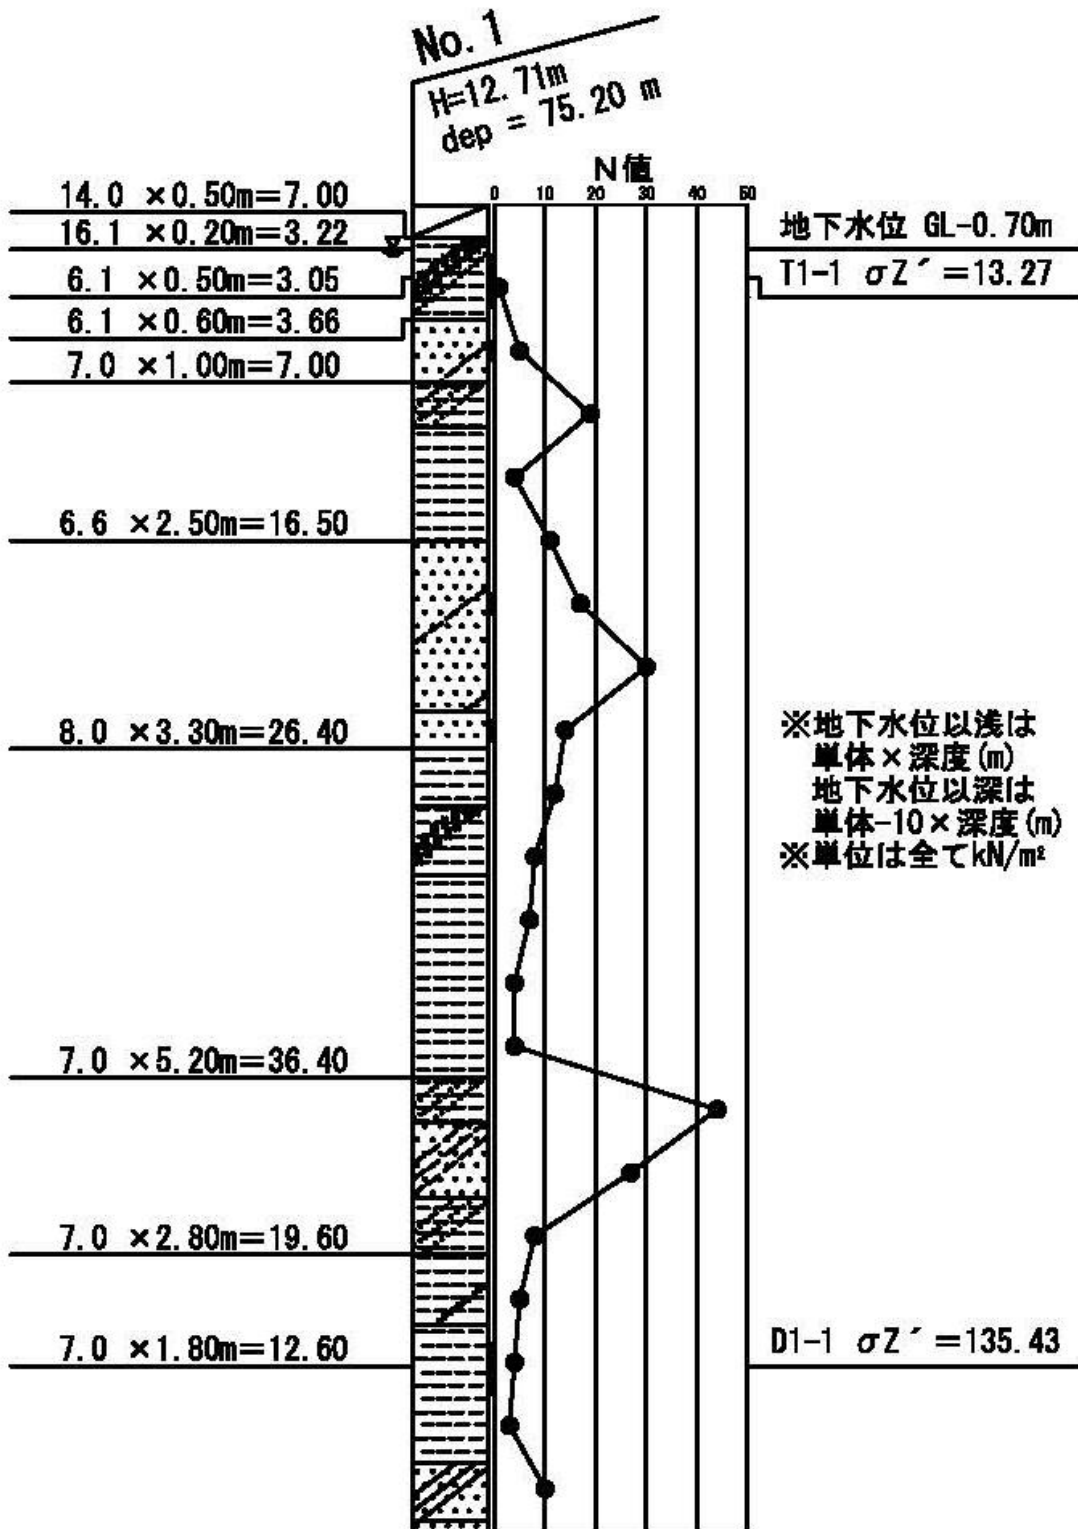 No. 1
H=12.71m
dep = 75.20 m
N値
0 10 20 30 40 50
14.0 ×0.50m=7.00
16.1 ×0.20m=3.22
地下水位 GL-0.70m
6.1 ×0.50m=3.05
T1-1 σZ´=13.27
6.1 ×0.60m=3.66
7.0 ×1.00m=7.00
6.6 ×2.50m=16.50
8.0 ×3.30m=26.40
※地下水位以浅は
単体×深度(m)
地下水位以深は
単体-10×深度(m)
※単位は全てkN/m²
7.0 ×5.20m=36.40
7.0 ×2.80m=19.60
7.0 ×1.80m=12.60
D1-1 σZ´=135.43